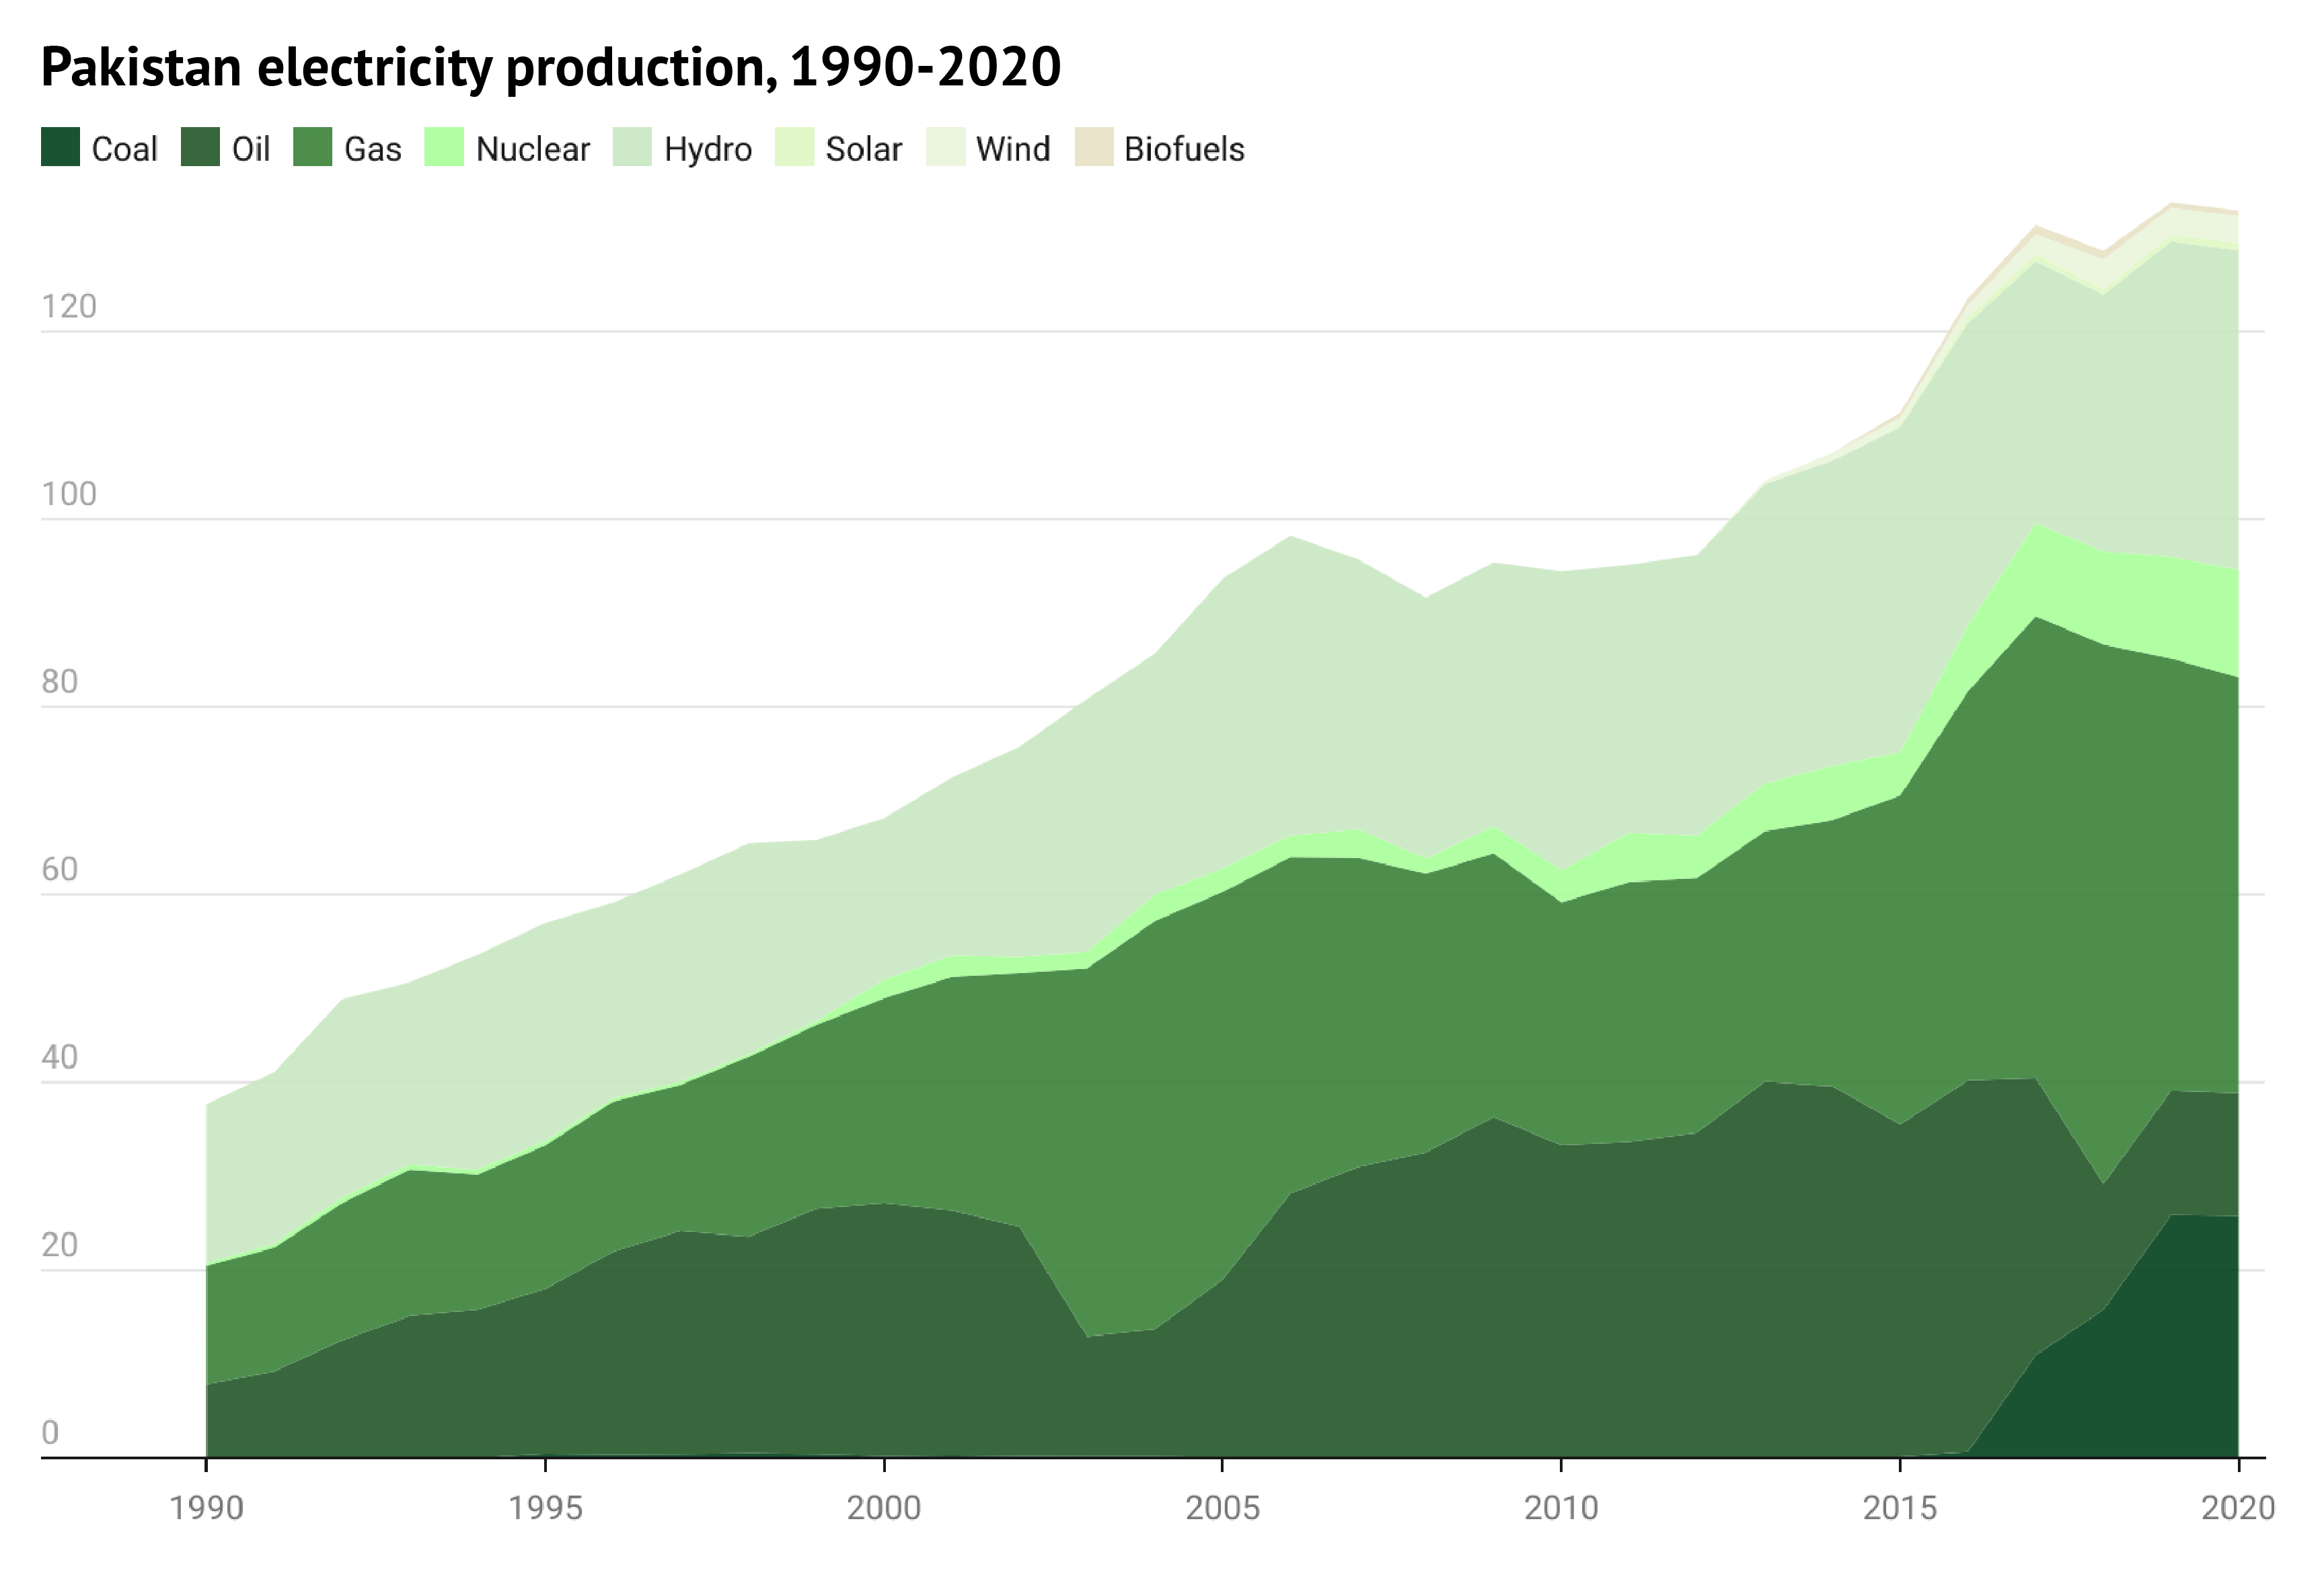 Pakistan electricity production, 1990-2020
Coal Oil Gas Nuclear Hydro Solar Wind Biofuels
120
100
80
60
40
20
0
1990 1995 2000 2005 2010 2015 2020